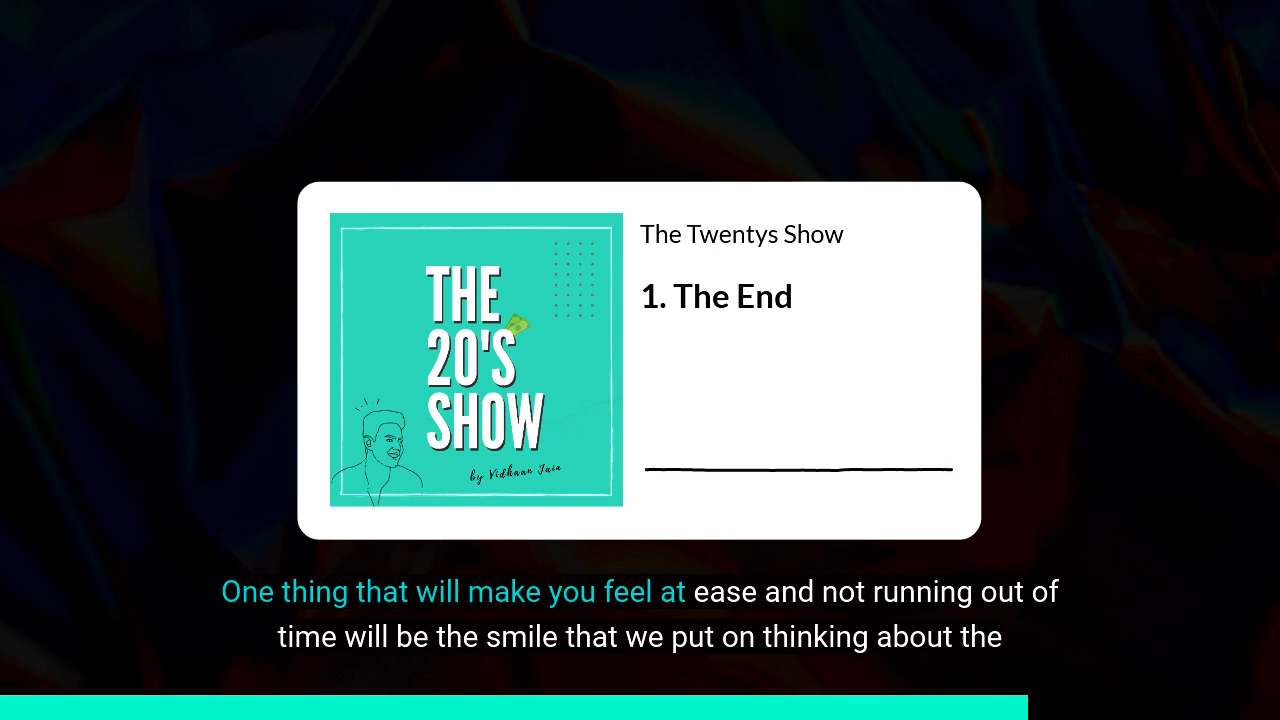 THE
20'S
SHOW
by Vidhaan Jain
The Twentys Show
1. The End
One thing that will make you feel at ease and not running out of
time will be the smile that we put on thinking about the